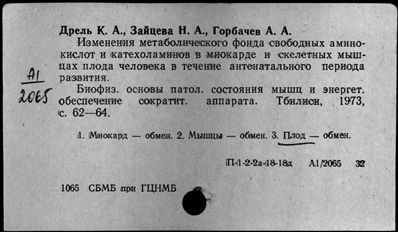 Дрель К. А., Зайцева Н. А., Горбачев А. А.
Изменения метаболического фонда свободных амино-
кислот и катехоламинов в миокарде и скелетных мыш-
цах плода человека в течение антенатального периода
развития.
А1
2065
Биофиз. основы патол. состояния мышц и энергет.
обеспечение сократит. аппарата. Тбилиси, 1973,
с. 62—64.
1. Миокард — обмен. 2. Мышцы — обмен. 3. Плод — обмен.
П-1-2-2а-18-18д А1/2065 32
1065 СБМБ при ГЦНМБ